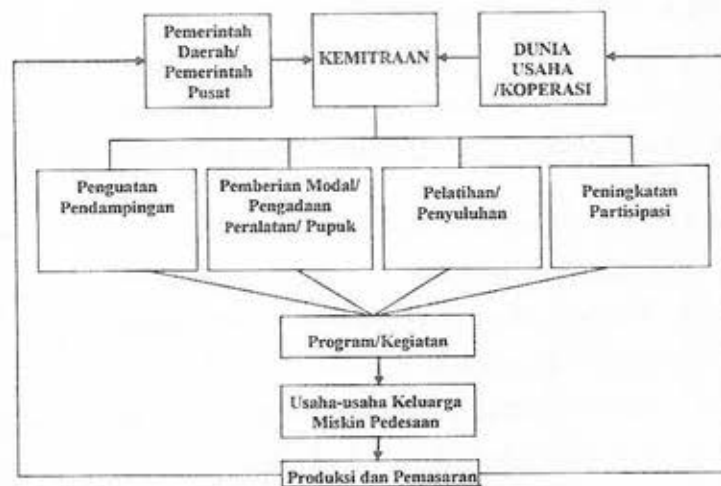 Pemerintah
Daerah/
Pemerintah
Pusat
KEMITRAAN
DUNIA
USAHA
/KOPERASI
Penguatan
Pendampingan
Pemberian Modal/
Pengadaan
Peralatan/ Pupuk
Pelatihan/
Penyuluhan
Peningkatan
Partisipasi
Program/Kegiatan
Usaha-usaha Keluarga
Miskin Pedesaan
Produksi dan Pemasaran